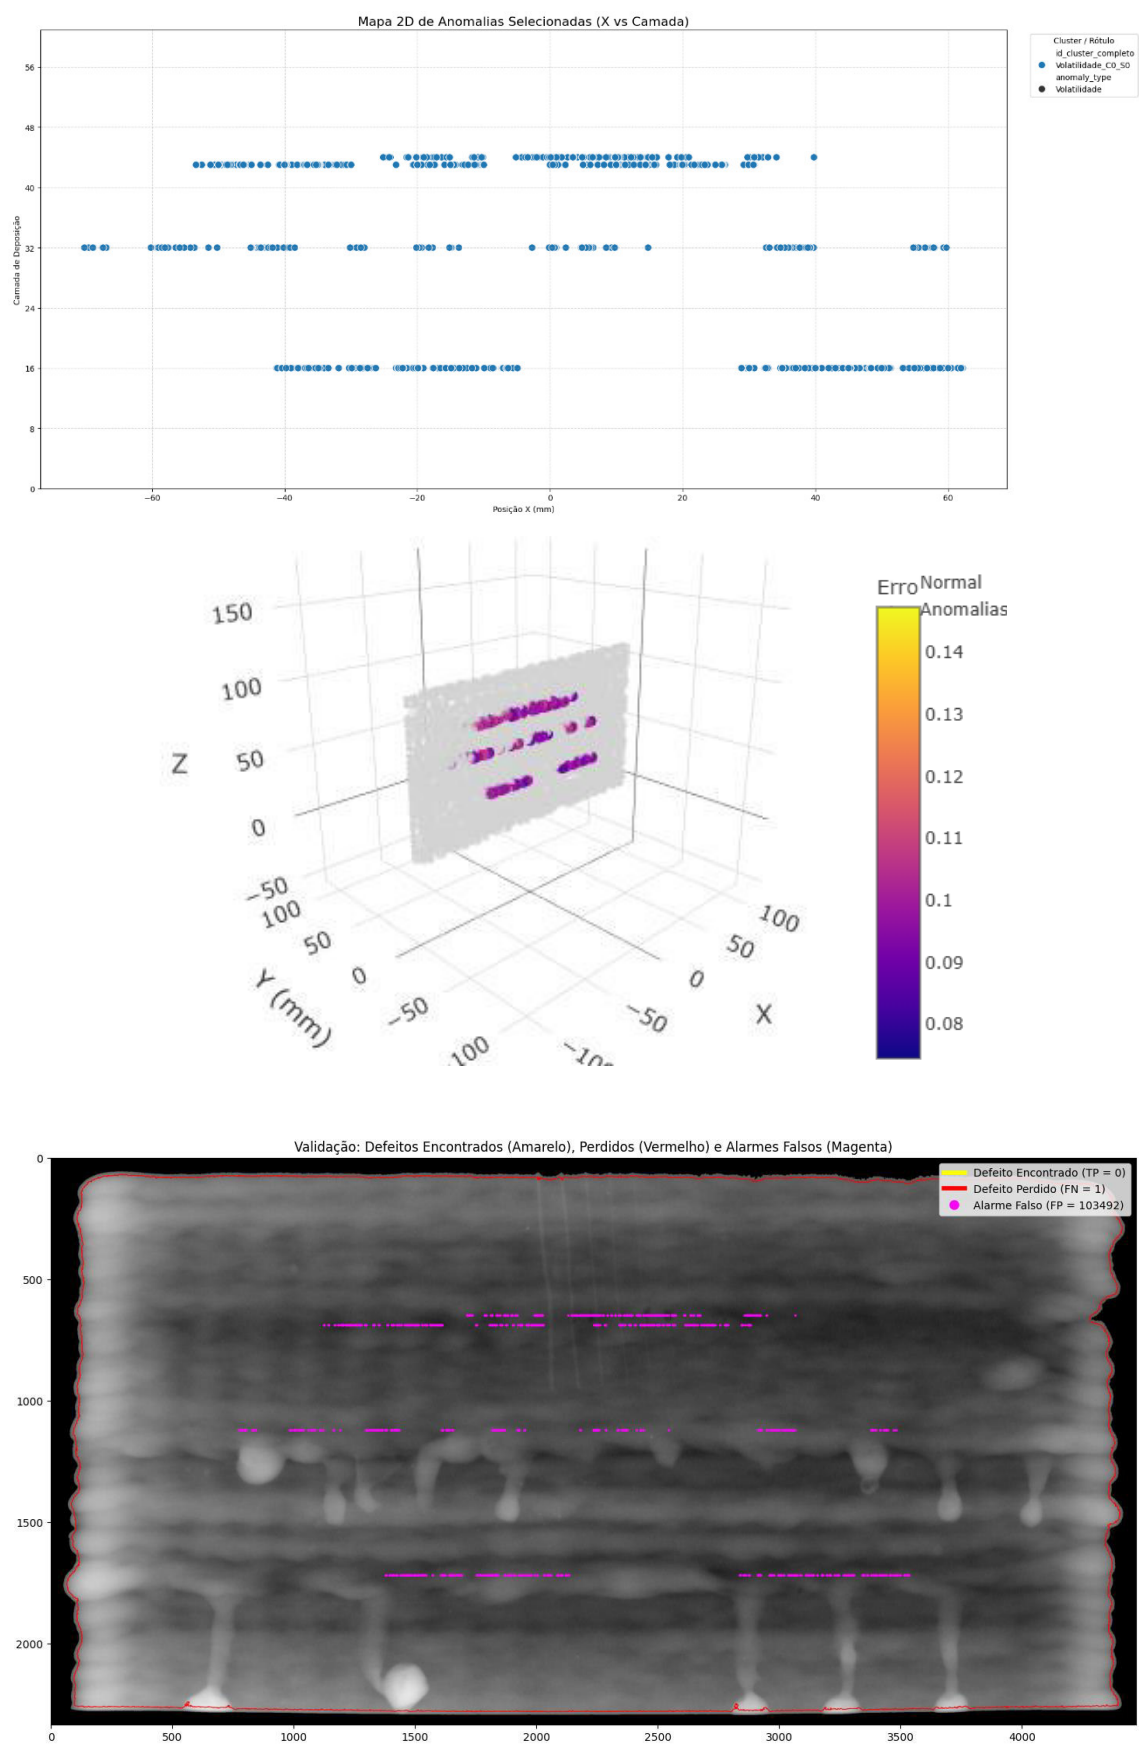 Mapa 2D de Anomalias Selecionadas (X vs Camada)
Cluster / Rótulo
id_cluster_completo
Volatilidade_C0_S0
anomaly_type
Volatilidade
56
48
40
32
24
16
8
0
Camada de Deposição
−60
−40
−20
0
20
40
60
Posição X (mm)
150
100
50
0
−50
Z
100
50
0
−50
100
Y (mm)
−100
−50
0
50
100
X
Erro
Normal
Anomalias
0.14
0.13
0.12
0.11
0.1
0.09
0.08
Validação: Defeitos Encontrados (Amarelo), Perdidos (Vermelho) e Alarmes Falsos (Magenta)
Defeito Encontrado (TP = 0)
Defeito Perdido (FN = 1)
Alarme Falso (FP = 103492)
0
500
1000
1500
2000
0
500
1000
1500
2000
2500
3000
3500
4000